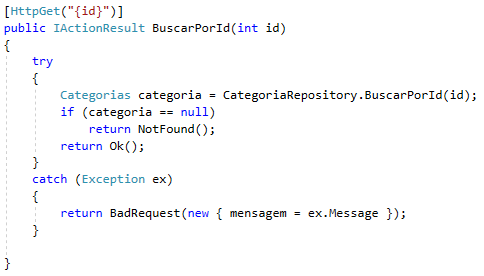 [HttpGet("{id}")]
public IActionResult BuscarPorId(int id)
{
    try
    {
        Categorias categoria = CategoriaRepository.BuscarPorId(id);
        if (categoria == null)
            return NotFound();
        return Ok();
    }
    catch (Exception ex)
    {
        return BadRequest(new { mensagem = ex.Message });
    }
}